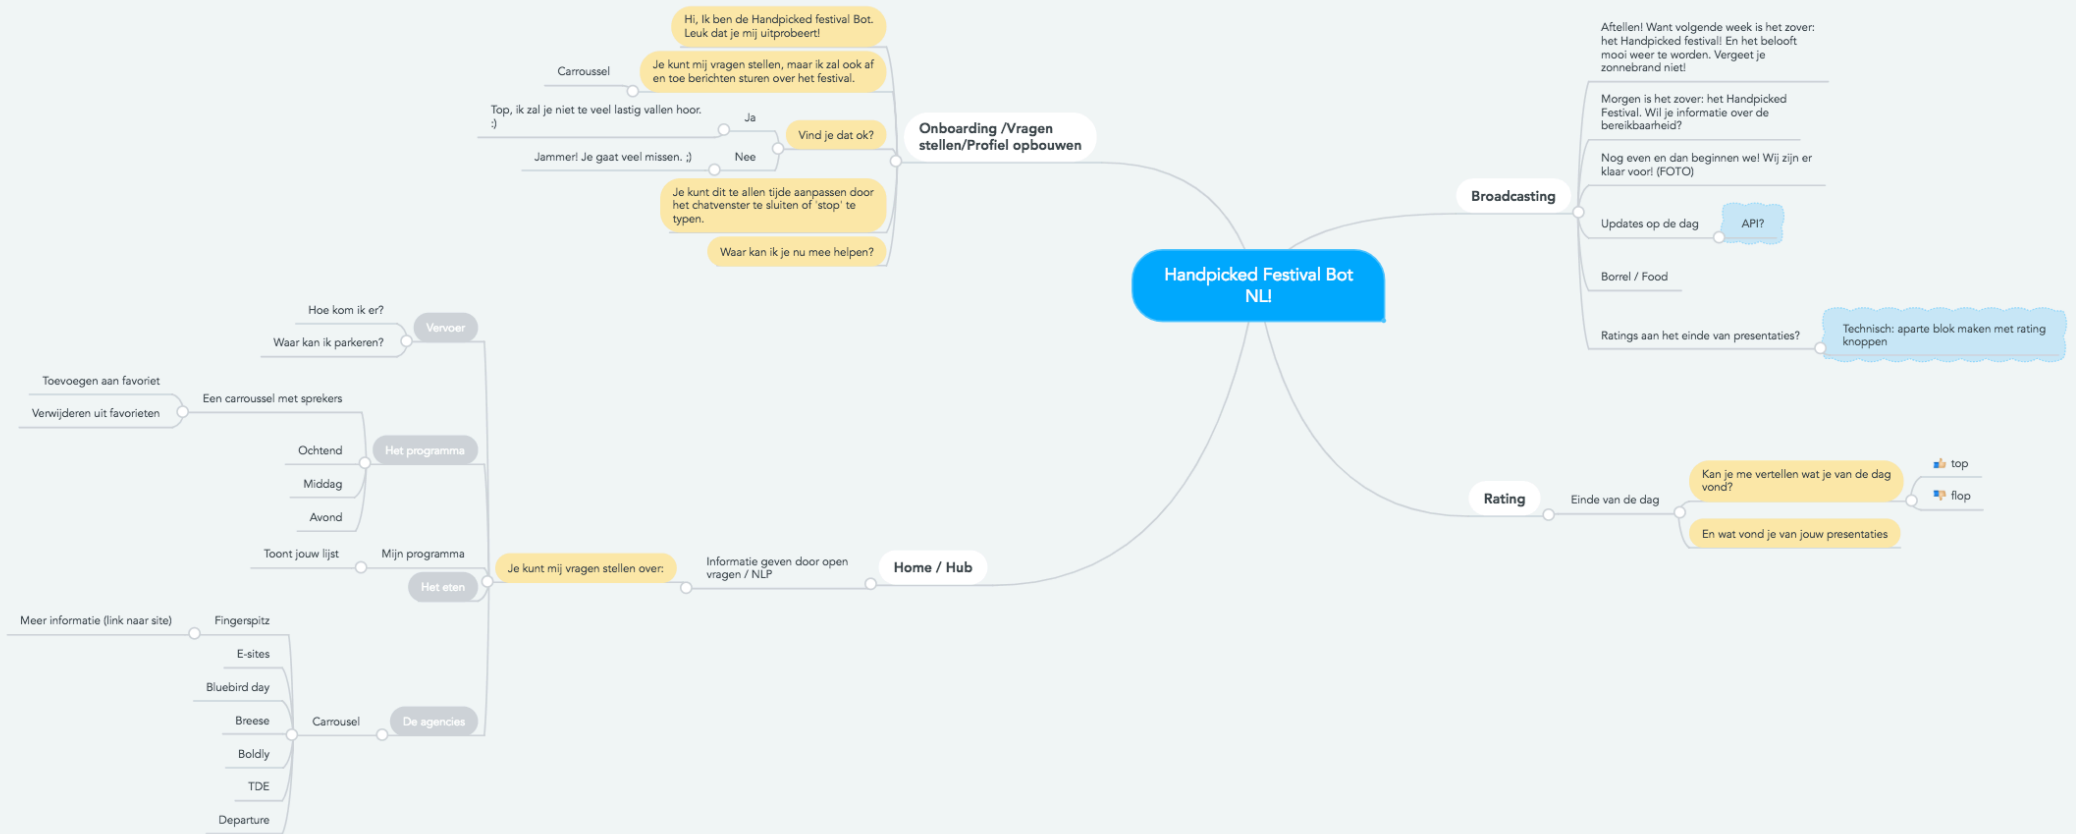 Handpicked Festival Bot
NL!
Onboarding /Vragen
stellen/Profiel opbouwen
Hi, Ik ben de Handpicked festival Bot.
Leuk dat je mij uitprobeert!
Je kunt mij vragen stellen, maar ik zal ook af
en toe berichten sturen over het festival.
Carroussel
Vind je dat ok?
Ja
Top, ik zal je niet te veel lastig vallen hoor.
:)
Nee
Jammer! Je gaat veel missen. ;)
Je kunt dit te allen tijde aanpassen door
het chatvenster te sluiten of 'stop' te
typen.
Waar kan ik je nu mee helpen?
Broadcasting
Aftellen! Want volgende week is het zover:
het Handpicked festival! En het belooft
mooi weer te worden. Vergeet je
zonnebrand niet!
Morgen is het zover: het Handpicked
Festival. Wil je informatie over de
bereikbaarheid?
Nog even en dan beginnen we! Wij zijn er
klaar voor! (FOTO)
Updates op de dag
API?
Borrel / Food
Ratings aan het einde van presentaties?
Technisch: aparte blok maken met rating
knoppen
Rating
Einde van de dag
Kan je me vertellen wat je van de dag
vond?
top
flop
En wat vond je van jouw presentaties
Home / Hub
Informatie geven door open
vragen / NLP
Je kunt mij vragen stellen over:
Vervoer
Hoe kom ik er?
Waar kan ik parkeren?
Het programma
Een carroussel met sprekers
Toevoegen aan favoriet
Verwijderen uit favorieten
Ochtend
Middag
Avond
Mijn programma
Toont jouw lijst
Het eten
De agencies
Carrousel
Fingerspitz
Meer informatie (link naar site)
E-sites
Bluebird day
Breese
Boldly
TDE
Departure